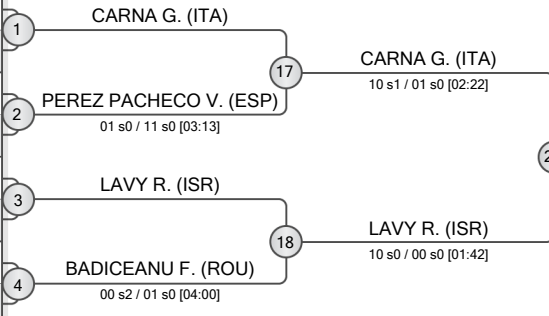 CARNA G. (ITA)
1
17
CARNA G. (ITA)
10 s1 / 01 s0 [02:22]
2
PEREZ PACHECO V. (ESP)
01 s0 / 11 s0 [03:13]
LAVY R. (ISR)
3
18
LAVY R. (ISR)
10 s0 / 00 s0 [01:42]
BADICEANU F. (ROU)
4
00 s2 / 01 s0 [04:00]